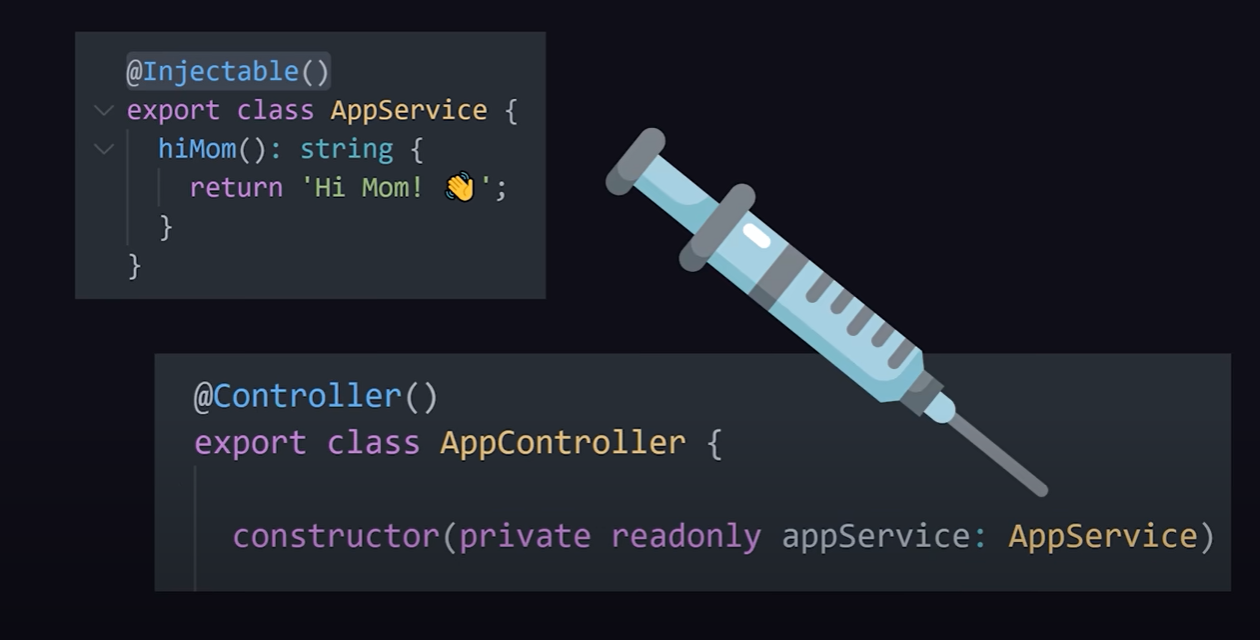 @Injectable()
export class AppService {
hiMom(): string {
return 'Hi Mom! 👋';
}
}
@Controller()
export class AppController {
constructor(private readonly appService: AppService)